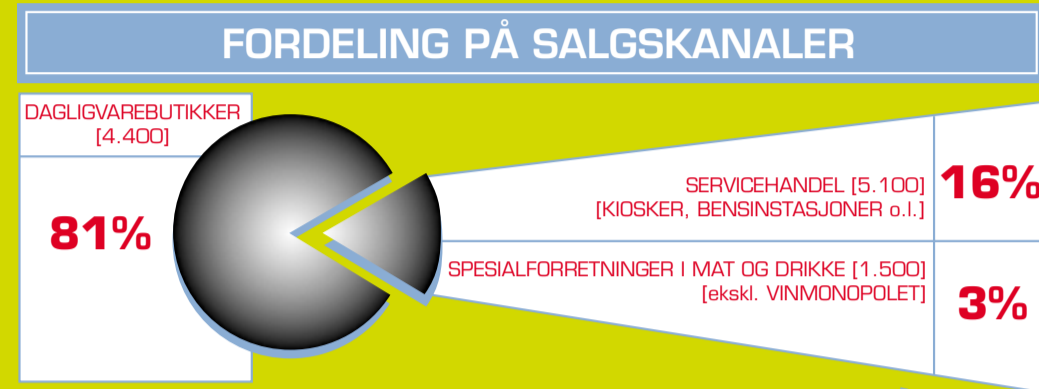 FORDELING PÅ SALGSKANALER
DAGLIGVAREBUTIKKER
[4.400]
81%
SERVICEHANDEL [5.100]
[KIOSKER, BENSINSTASJONER o.l.]
16%
SPESIALFORRETNINGER I MAT OG DRIKKE [1.500]
[ekskl. VINMONOPOLET]
3%